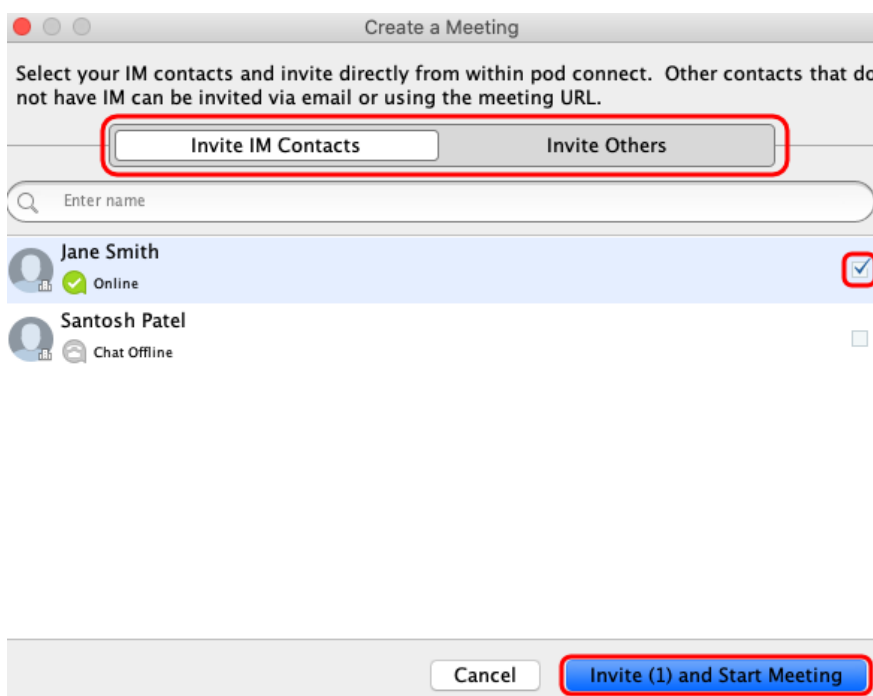 Create a Meeting
Select your IM contacts and invite directly from within pod connect. Other contacts that do
not have IM can be invited via email or using the meeting URL.
Invite IM Contacts Invite Others
Enter name
Jane Smith
Online
Santosh Patel
Chat Offline
Cancel Invite (1) and Start Meeting